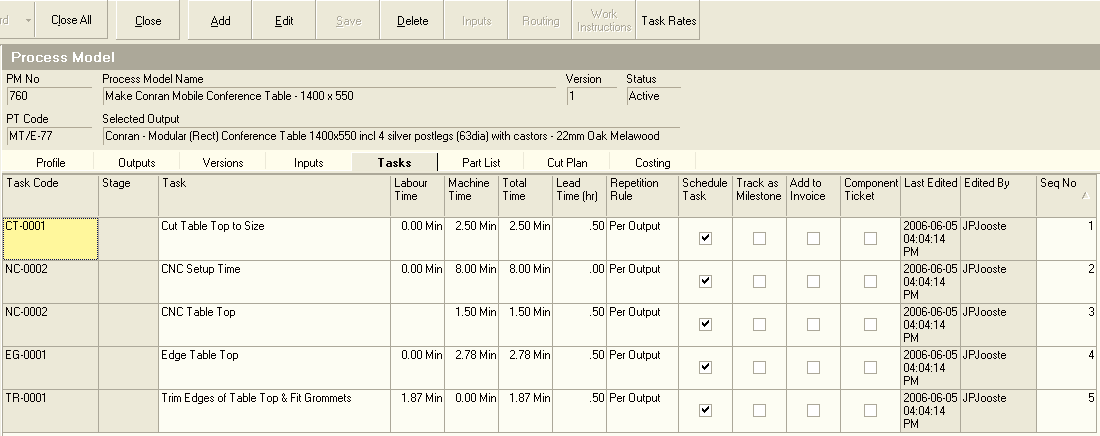 rd Close All Close Add Edit Save Delete Inputs Routing Work Instructions Task Rates
Process Model
PM No Process Model Name Version Status
760 Make Conran Mobile Conference Table - 1400 x 550 1 Active
PT Code Selected Output
MT/E-77 Conran - Modular (Rect) Conference Table 1400x550 incl 4 silver postlegs (63dia) with castors - 22mm Oak Melawood
Profile Outputs Versions Inputs Tasks Part List Cut Plan Costing
Task Code Stage Task Labour Machine Total Lead Repetition Schedule Track as Add to Component Last Edited Edited By Seq No
Time Time Time Time (hr) Rule Task Milestone Invoice Ticket
CT-0001 Cut Table Top to Size 0.00 Min 2.50 Min 2.50 Min .50 Per Output 2006-06-05 JPJooste 1
04:04:14
PM
NC-0002 CNC Setup Time 0.00 Min 8.00 Min 8.00 Min .00 Per Output 2006-06-05 JPJooste 2
04:04:14
PM
NC-0002 CNC Table Top 1.50 Min 1.50 Min .50 Per Output 2006-06-05 JPJooste 3
04:04:14
PM
EG-0001 Edge Table Top 0.00 Min 2.78 Min 2.78 Min .50 Per Output 2006-06-05 JPJooste 4
04:04:14
PM
TR-0001 Trim Edges of Table Top & Fit Grommets 1.87 Min 0.00 Min 1.87 Min .50 Per Output 2006-06-05 JPJooste 5
04:04:14
PM